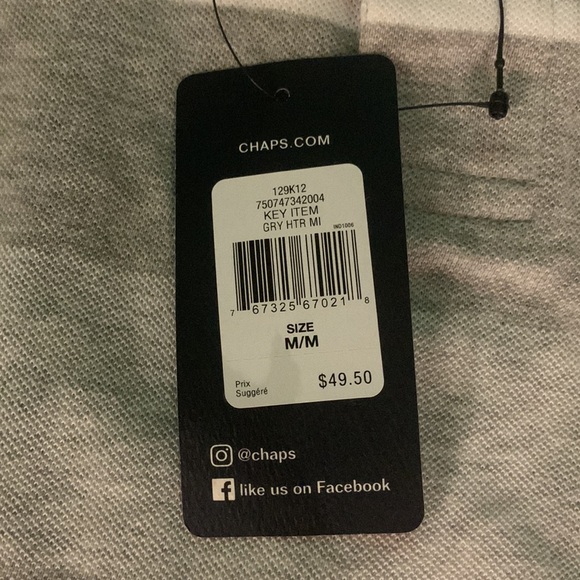 CHAPS.COM
129K12
750747342004
KEY ITEM
GRY HTR MI
IND1006
7 67325 67021 8
SIZE
M/M
Prix
Suggéré
$49.50
@chaps
f like us on Facebook